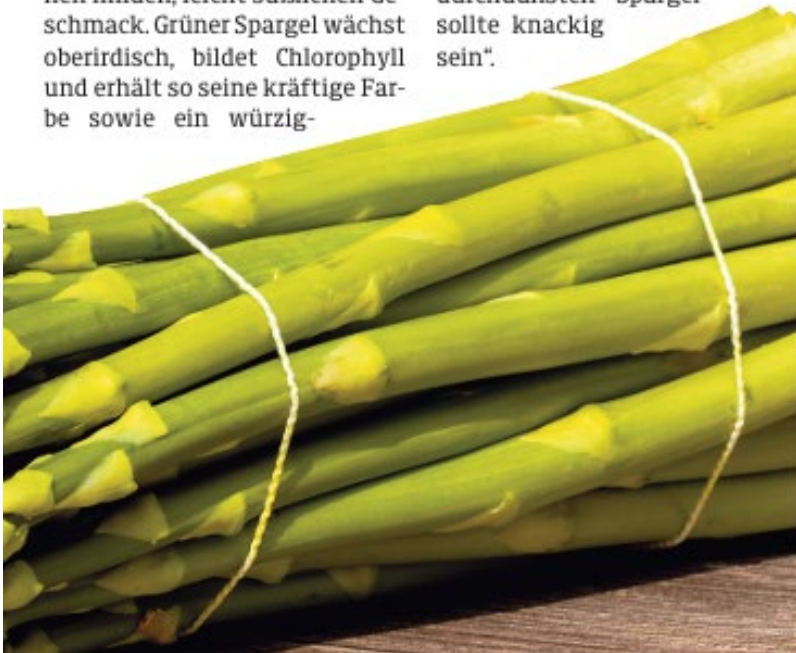 schmack. Grüner Spargel wächst
oberirdisch, bildet Chlorophyll
und erhält so seine kräftige Far-
be sowie ein würzig-
sollte knackig
sein“.